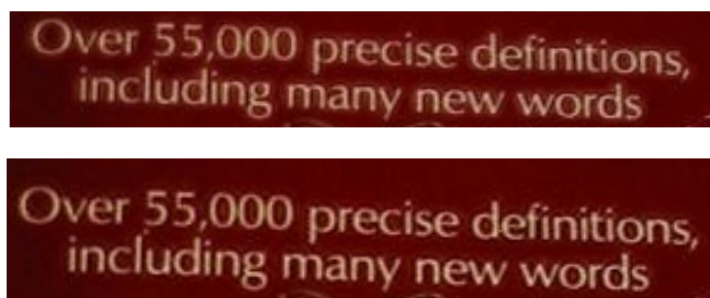 Over 55,000 precise definitions,
including many new words
Over 55,000 precise definitions,
including many new words